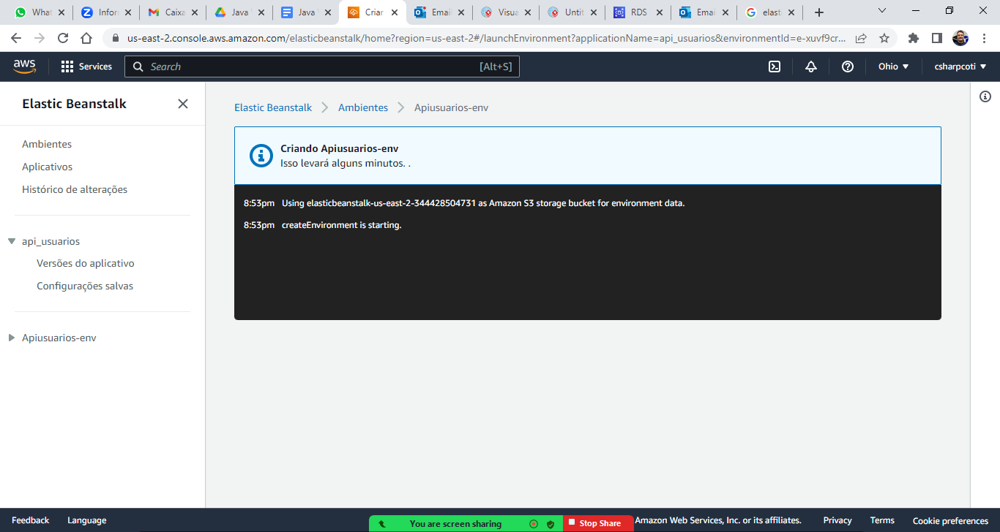 What
Inform
Caixa
Java
Java
Criar
Email
Visua
Untit
RDS
Emai
elast
us-east-2.console.aws.amazon.com/elasticbeanstalk/home?region=us-east-2#/launchEnvironment?applicationName=api_usuarios&environmentId=e-xuvf9cr...
aws
Services
Search
[Alt+S]
Ohio
csharpcoti
Elastic Beanstalk
Ambientes
Aplicativos
Histórico de alterações
api_usuarios
Versões do aplicativo
Configurações salvas
Apiusuarios-env
Elastic Beanstalk
Ambientes
Apiusuarios-env
Criando Apiusuarios-env
Isso levará alguns minutos. .
8:53pm Using elasticbeanstalk-us-east-2-344428504731 as Amazon S3 storage bucket for environment data.
8:53pm createEnvironment is starting.
Feedback
Language
You are screen sharing
Stop Share
Amazon Web Services, Inc. or its affiliates.
Privacy
Terms
Cookie preferences